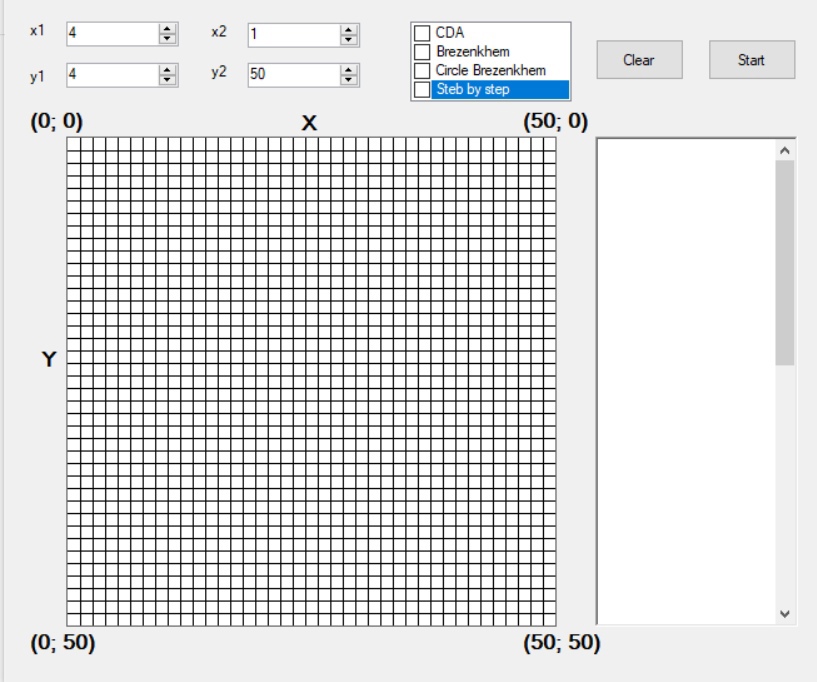 x1 4 x2 1
y1 4 y2 50
CDA
Brezenkhem
Circle Brezenkhem
Steb by step
Clear Start
(0; 0) X (50; 0)
Y
(0; 50) (50; 50)